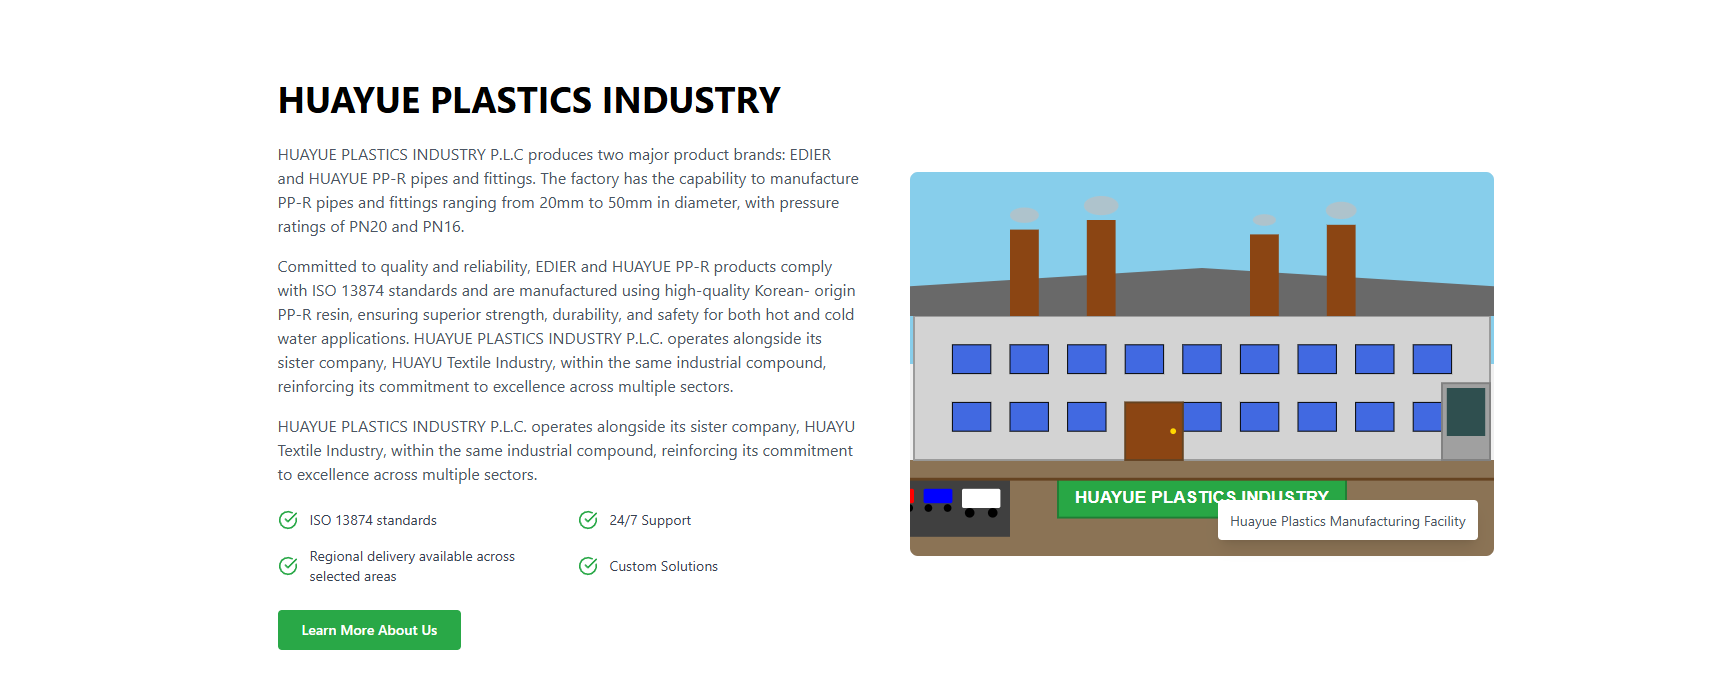 HUAYUE PLASTICS INDUSTRY
HUAYUE PLASTICS INDUSTRY P.L.C produces two major product brands: EDIER
and HUAYUE PP-R pipes and fittings. The factory has the capability to manufacture
PP-R pipes and fittings ranging from 20mm to 50mm in diameter, with pressure
ratings of PN20 and PN16.
Committed to quality and reliability, EDIER and HUAYUE PP-R products comply
with ISO 13874 standards and are manufactured using high-quality Korean- origin
PP-R resin, ensuring superior strength, durability, and safety for both hot and cold
water applications. HUAYUE PLASTICS INDUSTRY P.L.C. operates alongside its
sister company, HUAYU Textile Industry, within the same industrial compound,
reinforcing its commitment to excellence across multiple sectors.
HUAYUE PLASTICS INDUSTRY P.L.C. operates alongside its sister company, HUAYU
Textile Industry, within the same industrial compound, reinforcing its commitment
to excellence across multiple sectors.
ISO 13874 standards
24/7 Support
Regional delivery available across
selected areas
Custom Solutions
Learn More About Us
HUAYUE PLASTICS INDUSTRY
Huayue Plastics Manufacturing Facility